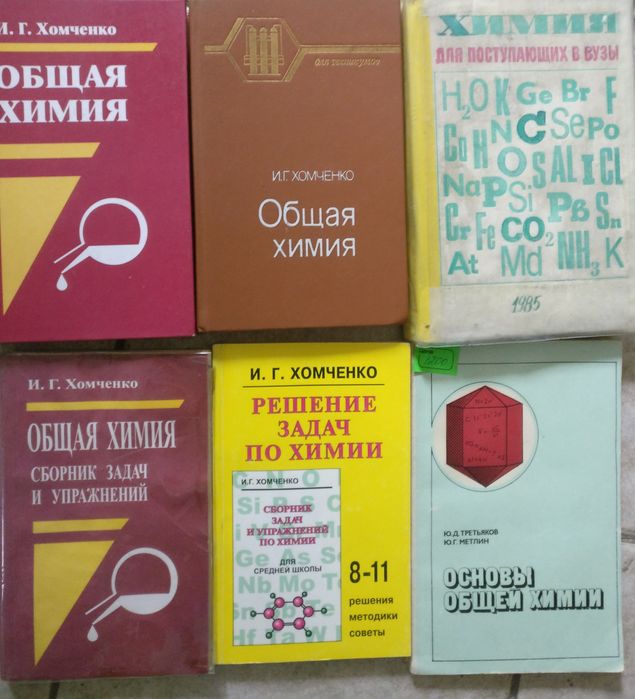 И. Г. Хомченко
ОБЩАЯ
ХИМИЯ
для техникумов
И.Г. ХОМЧЕНКО
Общая
химия
ХИМИЯ
ДЛЯ ПОСТУПАЮЩИХ В ВУЗЫ
H₂O K Ge Br F
Co H N C Se Po
O S Al I Cl
Na P Si
Cr Fe CO₂ Pb Sn
At Md NH₃ K
1985
И. Г. Хомченко
ОБЩАЯ ХИМИЯ
СБОРНИК ЗАДАЧ
И УПРАЖНЕНИЙ
И. Г. ХОМЧЕНКО
РЕШЕНИЕ
ЗАДАЧ
ПО ХИМИИ
И.Г. ХОМЧЕНКО
СБОРНИК
ЗАДАЧ
И УПРАЖНЕНИЙ
ПО ХИМИИ
ДЛЯ
СРЕДНЕЙ ШКОЛЫ
8-11
решения
методики
советы
Ю.Д. ТРЕТЬЯКОВ
Ю.Г. МЕТЛИН
ОСНОВЫ
ОБЩЕЙ ХИМИИ